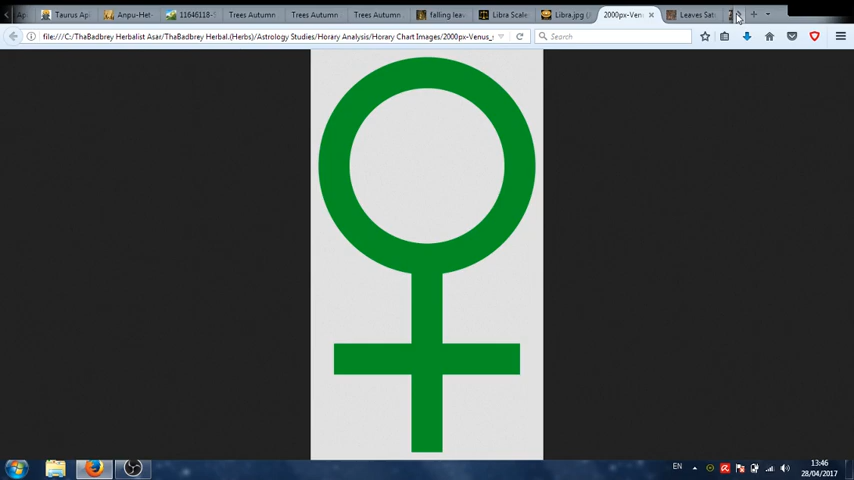 Taurus Ap
Anpu-Het-
11646118-
Trees Autumn
Trees Autumn
Trees Autumn
falling lea
Libra Scale
Libra.jpg
2000px-Venu
Leaves Sat
file:///C:/ThaBadbrey Herbalist Asar/ThaBadbrey Herbal.(Herbs)/Astrology Studies/Horary Analysis/Horary Chart Images/2000px-Venus_s
Search
EN
13:46
28/04/2017